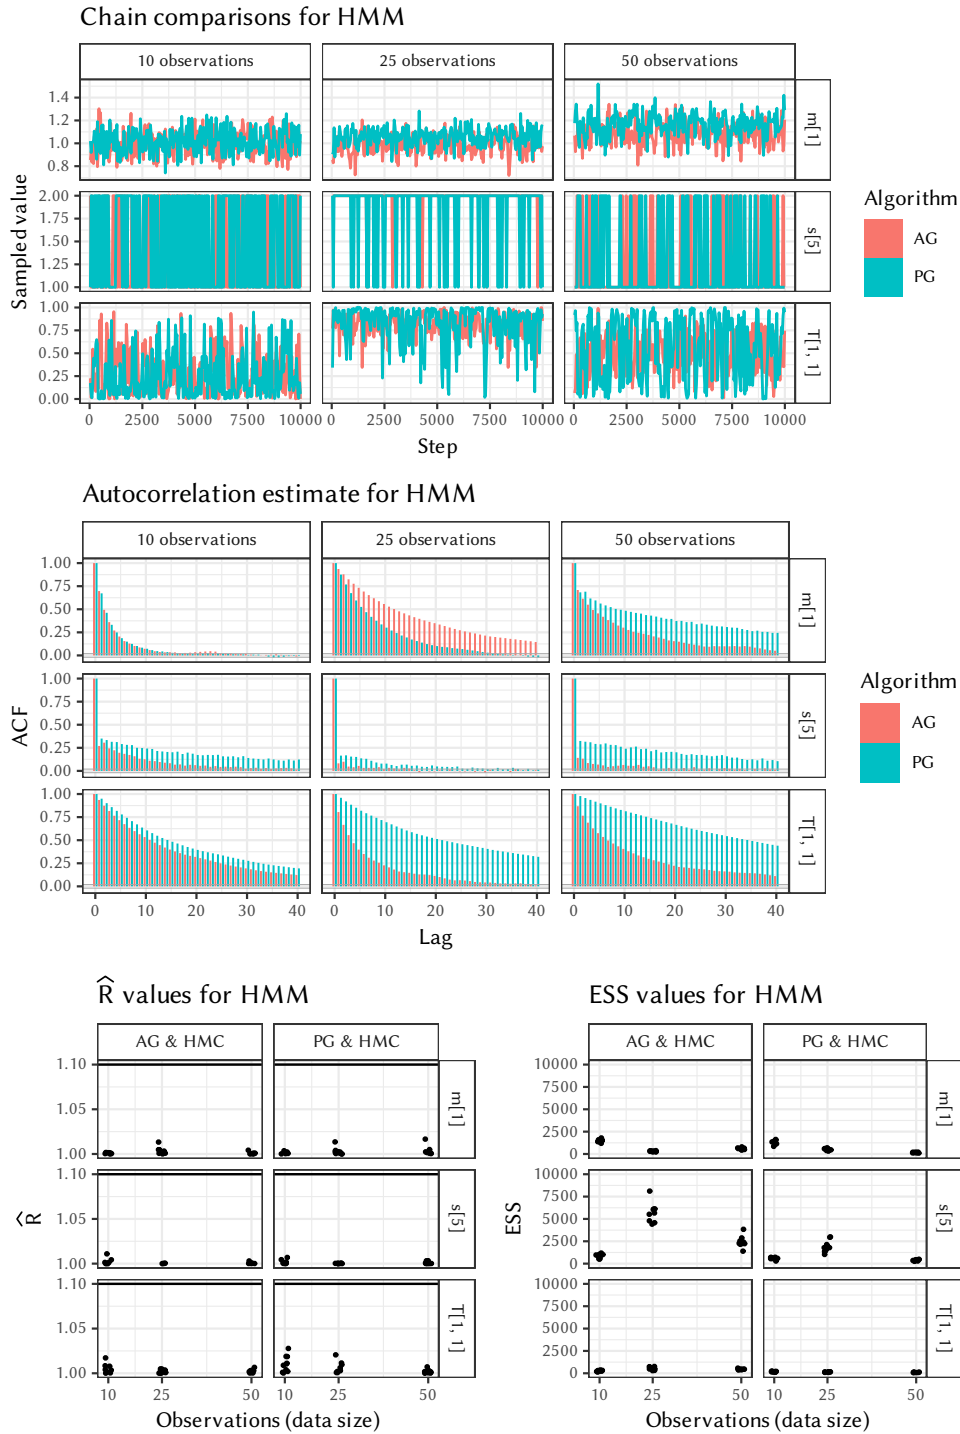 Chain comparisons for HMM
10 observations
25 observations
50 observations
1.4
1.2
1.0
0.8
m[1]
2.00
1.75
1.50
1.25
1.00
s[5]
1.00
0.75
0.50
0.25
0.00
T[1, 1]
Sampled value
0 2500 5000 7500 10000
0 2500 5000 7500 10000
0 2500 5000 7500 10000
Step
Algorithm
AG
PG
Autocorrelation estimate for HMM
10 observations
25 observations
50 observations
1.00
0.75
0.50
0.25
0.00
m[1]
1.00
0.75
0.50
0.25
0.00
s[5]
1.00
0.75
0.50
0.25
0.00
T[1, 1]
ACF
0 10 20 30 40
0 10 20 30 40
0 10 20 30 40
Lag
Algorithm
AG
PG
R̂ values for HMM
AG & HMC
PG & HMC
1.10
1.05
1.00
m[1]
1.10
1.05
1.00
s[5]
1.10
1.05
1.00
T[1, 1]
R̂
10 25 50
10 25 50
Observations (data size)
ESS values for HMM
AG & HMC
PG & HMC
10000
7500
5000
2500
0
m[1]
10000
7500
5000
2500
0
s[5]
10000
7500
5000
2500
0
T[1, 1]
ESS
10 25 50
10 25 50
Observations (data size)